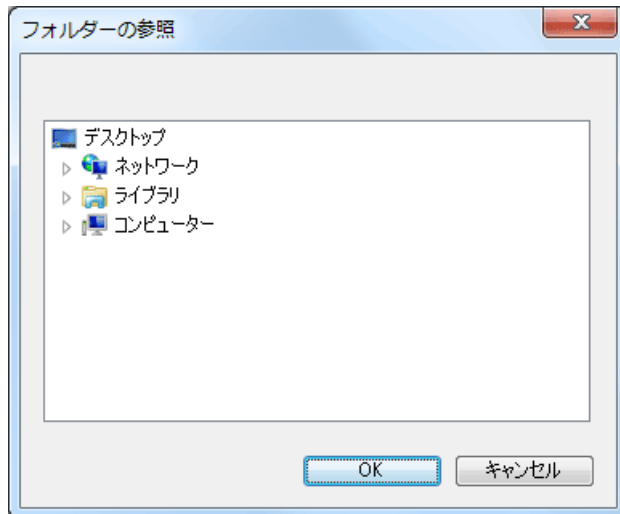 フォルダーの参照
デスクトップ
ネットワーク
ライブラリ
コンピューター
OK
キャンセル